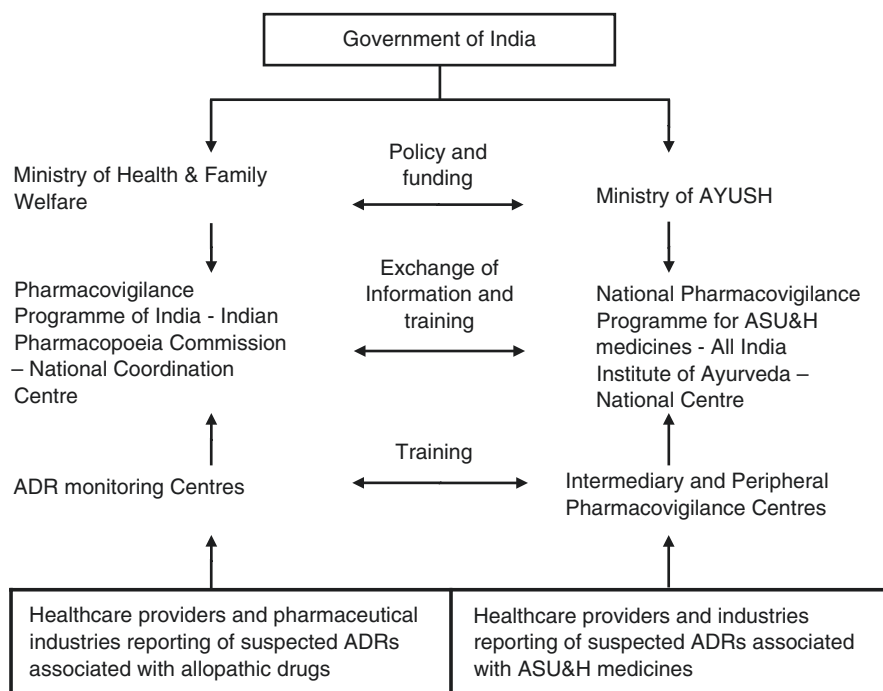 Government of India
Ministry of Health & Family
Welfare
Policy and
funding
Ministry of AYUSH
Pharmacovigilance
Programme of India - Indian
Pharmacopoeia Commission
– National Coordination
Centre
Exchange of
Information and
training
National Pharmacovigilance
Programme for ASU&H
medicines - All India
Institute of Ayurveda –
National Centre
ADR monitoring Centres
Training
Intermediary and Peripheral
Pharmacovigilance Centres
Healthcare providers and pharmaceutical
industries reporting of suspected ADRs
associated with allopathic drugs
Healthcare providers and industries
reporting of suspected ADRs associated
with ASU&H medicines